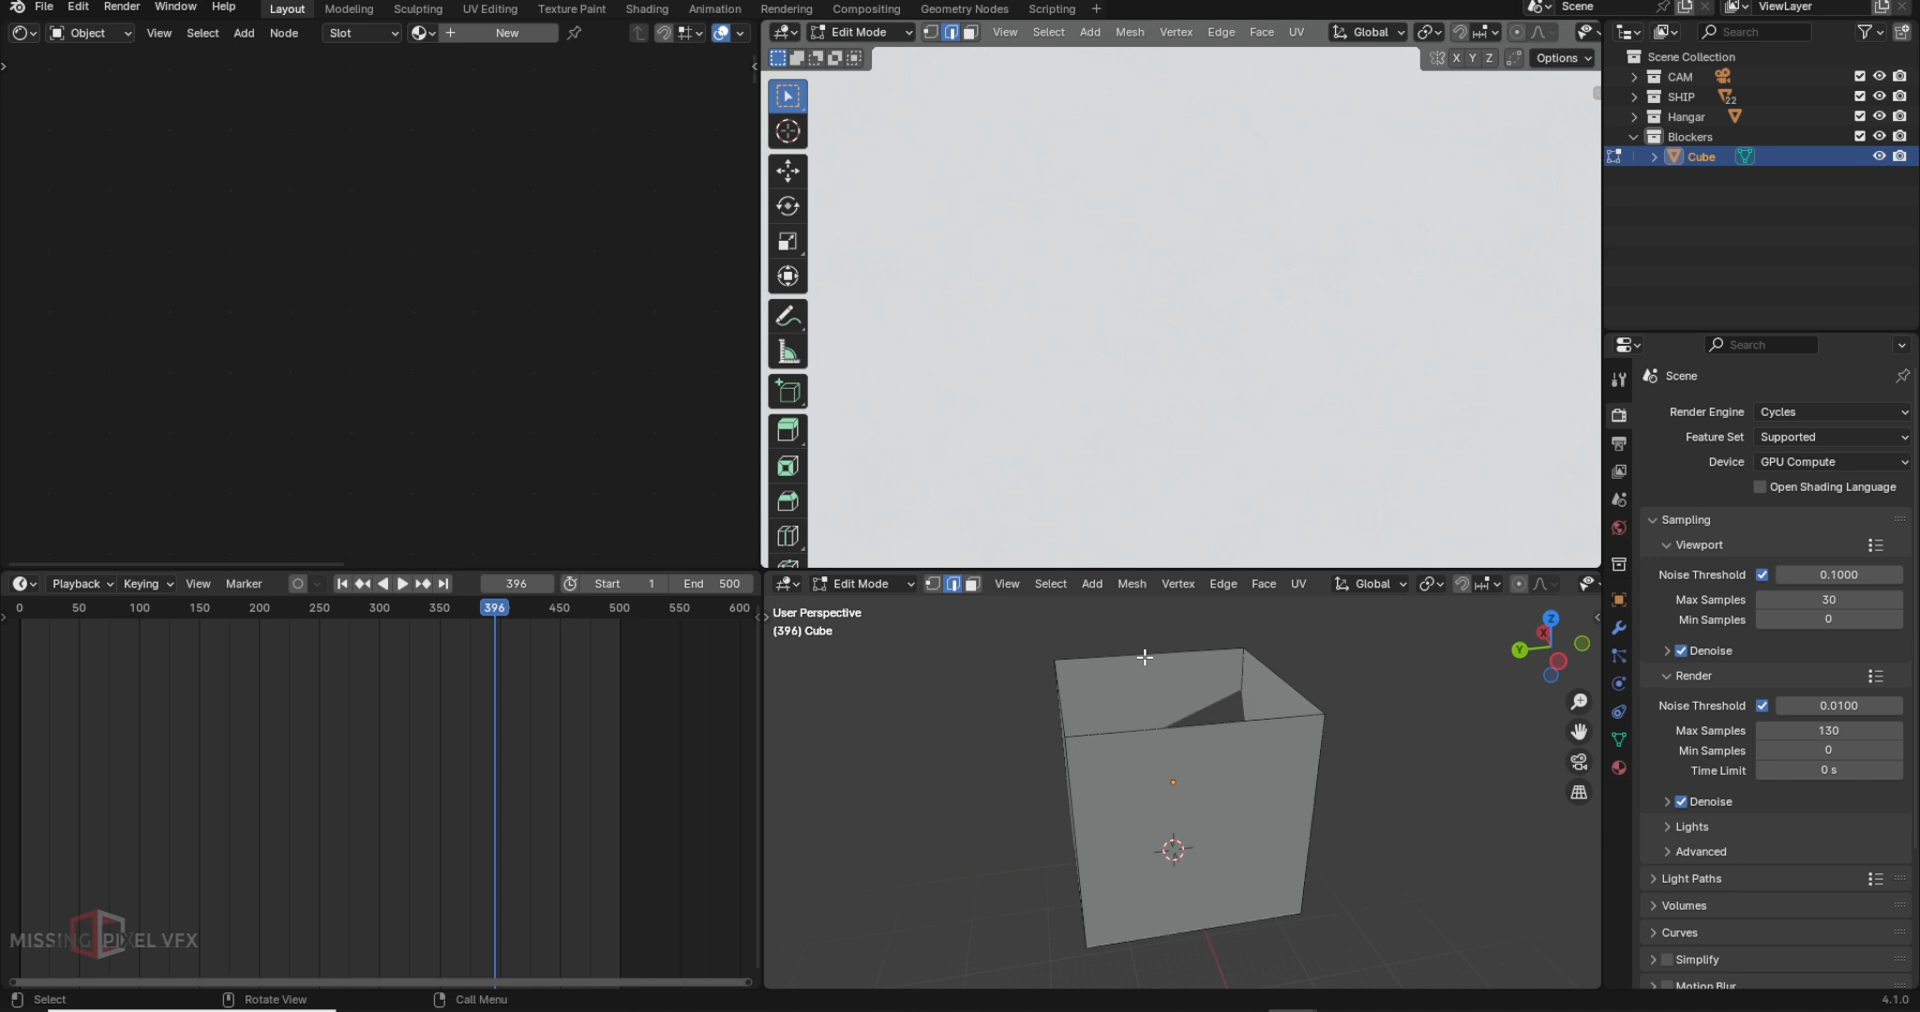 File Edit Render Window Help
Layout Modeling Sculpting UV Editing Texture Paint Shading Animation Rendering Compositing Geometry Nodes Scripting +
Scene
ViewLayer
Object View Select Add Node Slot New
Edit Mode View Select Add Mesh Vertex Edge Face UV Global
X Y Z Options
Search
Scene Collection
CAM
SHIP 22
Hangar
Blockers
Cube
Search
Scene
Render Engine Cycles
Feature Set Supported
Device GPU Compute
Open Shading Language
Sampling
Viewport
Noise Threshold 0.1000
Max Samples 30
Min Samples 0
Denoise
Render
Noise Threshold 0.0100
Max Samples 130
Min Samples 0
Time Limit 0 s
Denoise
Lights
Advanced
Light Paths
Volumes
Curves
Simplify
Motion Blur
Playback Keying View Marker 396 Start 1 End 500
0 50 100 150 200 250 300 350 396 450 500 550 600
Edit Mode View Select Add Mesh Vertex Edge Face UV Global
User Perspective
(396) Cube
Z
X
Y
MISSING PIXEL VFX
Select Rotate View Call Menu 4.1.0